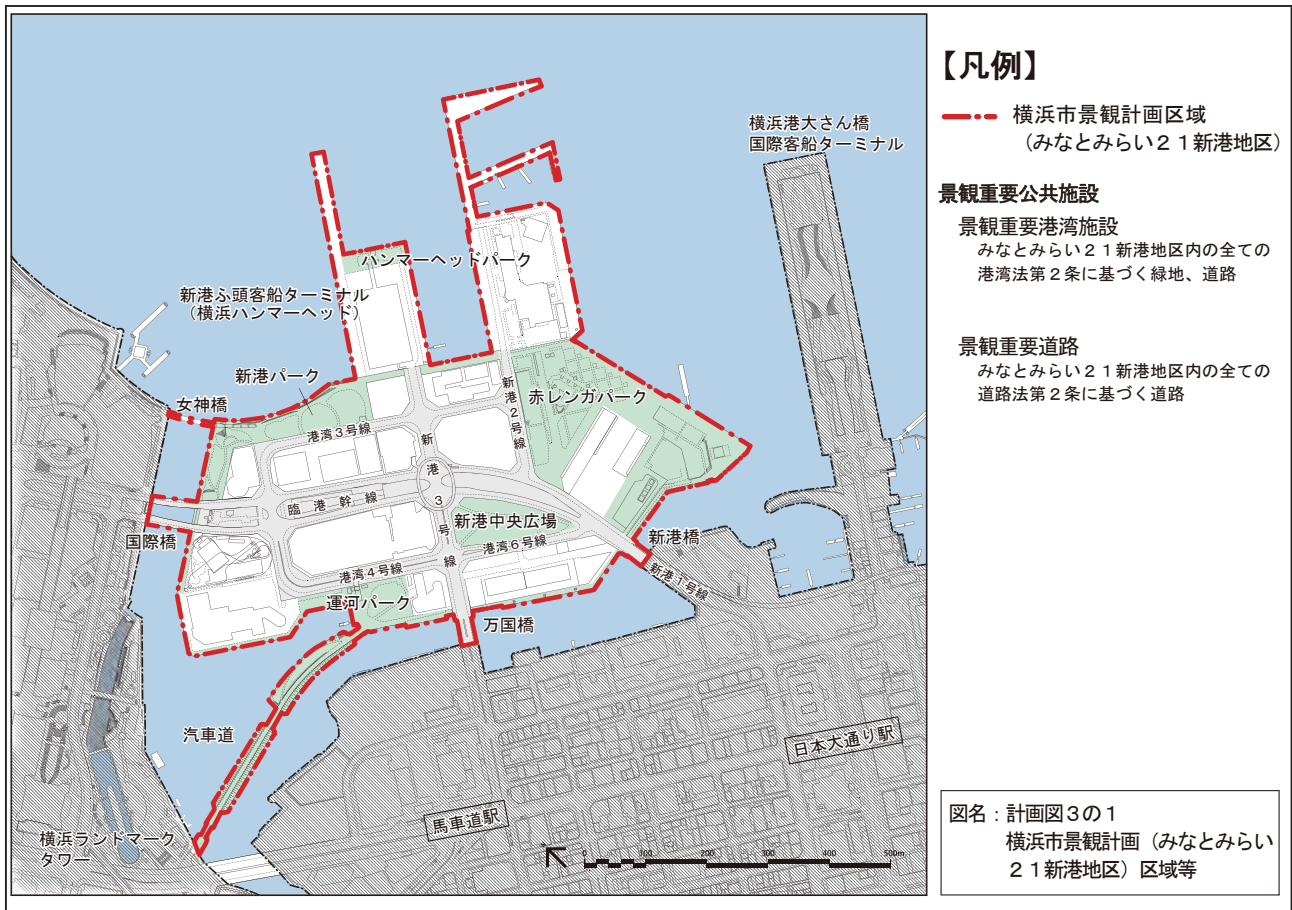 横浜港大さん橋
国際客船ターミナル
ハンマーヘッドパーク
新港ふ頭客船ターミナル
(横浜ハンマーヘッド)
新港パーク
女神橋
赤レンガパーク
新港2号線
港湾3号線
新港3号線
臨港幹線
新港中央広場
新港橋
国際橋
港湾6号線
港湾4号線
新港1号線
運河パーク
万国橋
汽車道
日本大通り駅
馬車道駅
横浜ランドマーク
タワー
0 100 200 300 400 500m
【凡例】
横浜市景観計画区域
(みなとみらい21新港地区)
景観重要公共施設
景観重要港湾施設
みなとみらい21新港地区内の全ての
港湾法第2条に基づく緑地、道路
景観重要道路
みなとみらい21新港地区内の全ての
道路法第2条に基づく道路
図名:計画図3の1
横浜市景観計画(みなとみらい
21新港地区)区域等